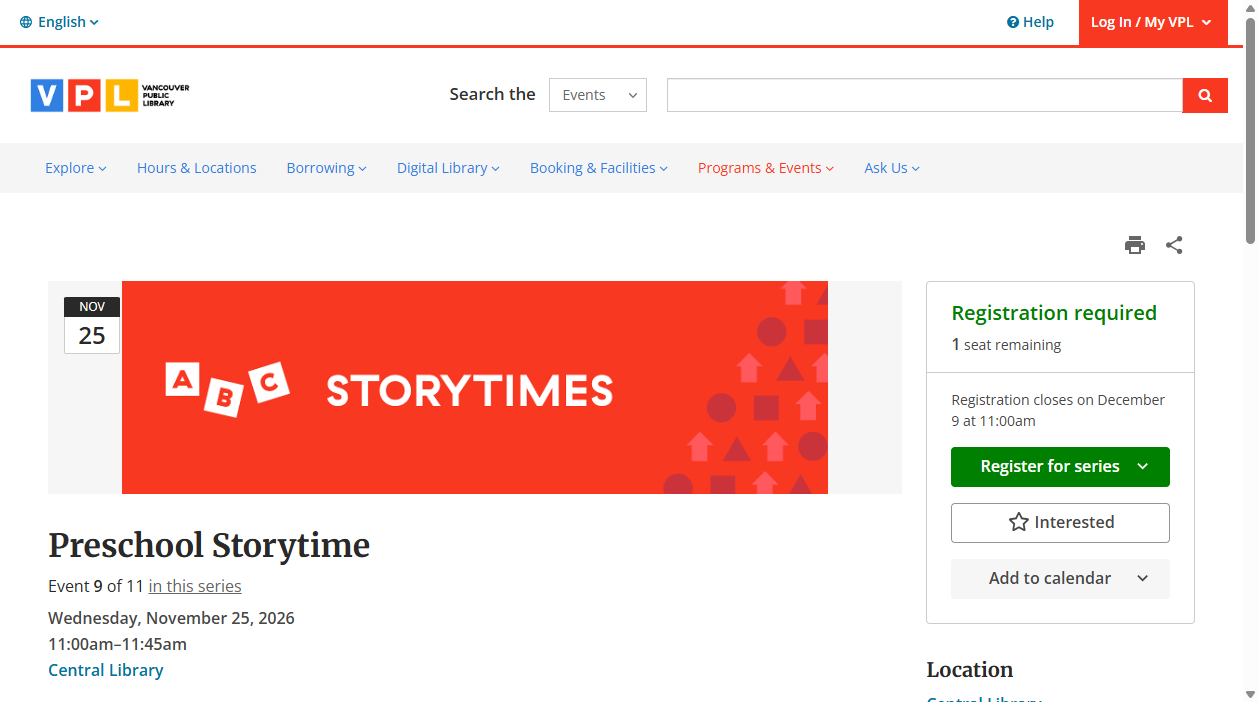 English
Help
Log In / My VPL
V P L VANCOUVER
PUBLIC
LIBRARY
Search the
Events
Explore
Hours & Locations
Borrowing
Digital Library
Booking & Facilities
Programs & Events
Ask Us
NOV
25
A B C STORYTIMES
Registration required
1 seat remaining
Registration closes on December
9 at 11:00am
Register for series
Interested
Add to calendar
Preschool Storytime
Event 9 of 11 in this series
Wednesday, November 25, 2026
11:00am–11:45am
Central Library
Location
Central Library